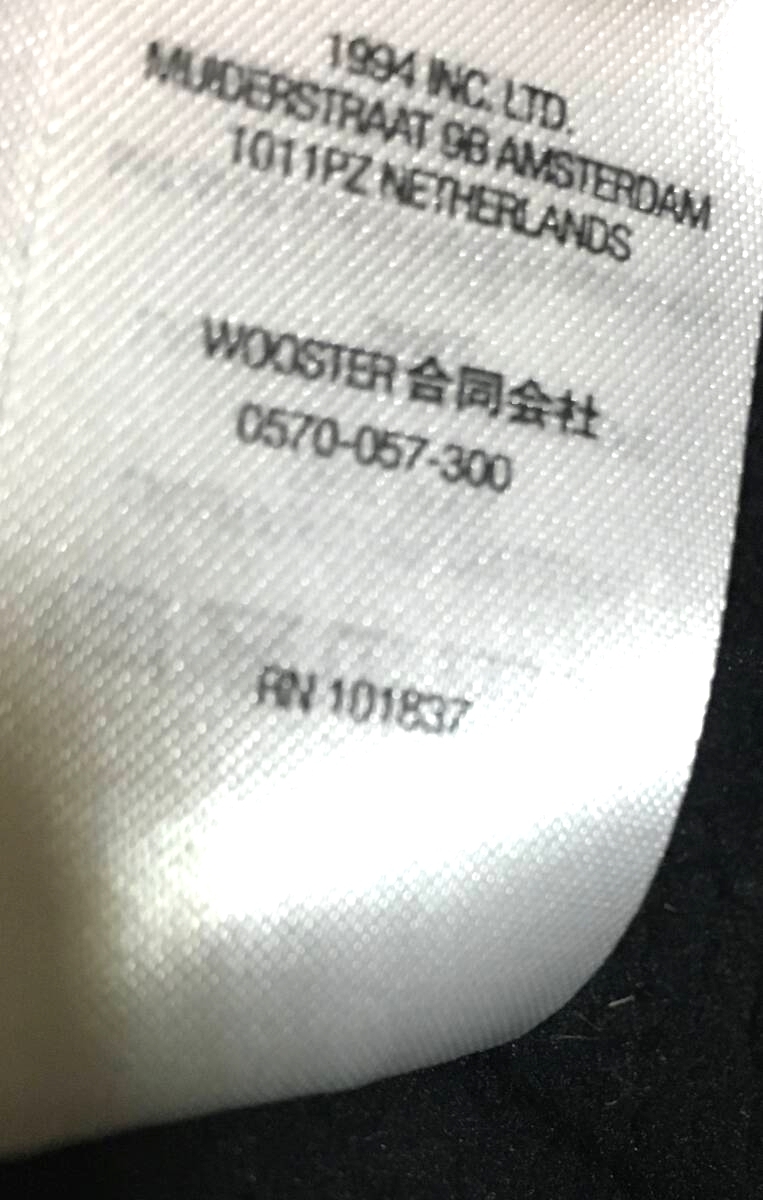 1994 INC. LTD.
MUIDERSTRAAT 9B AMSTERDAM
1011PZ NETHERLANDS
WOOSTER 合同会社
0570-057-300
RN 101837